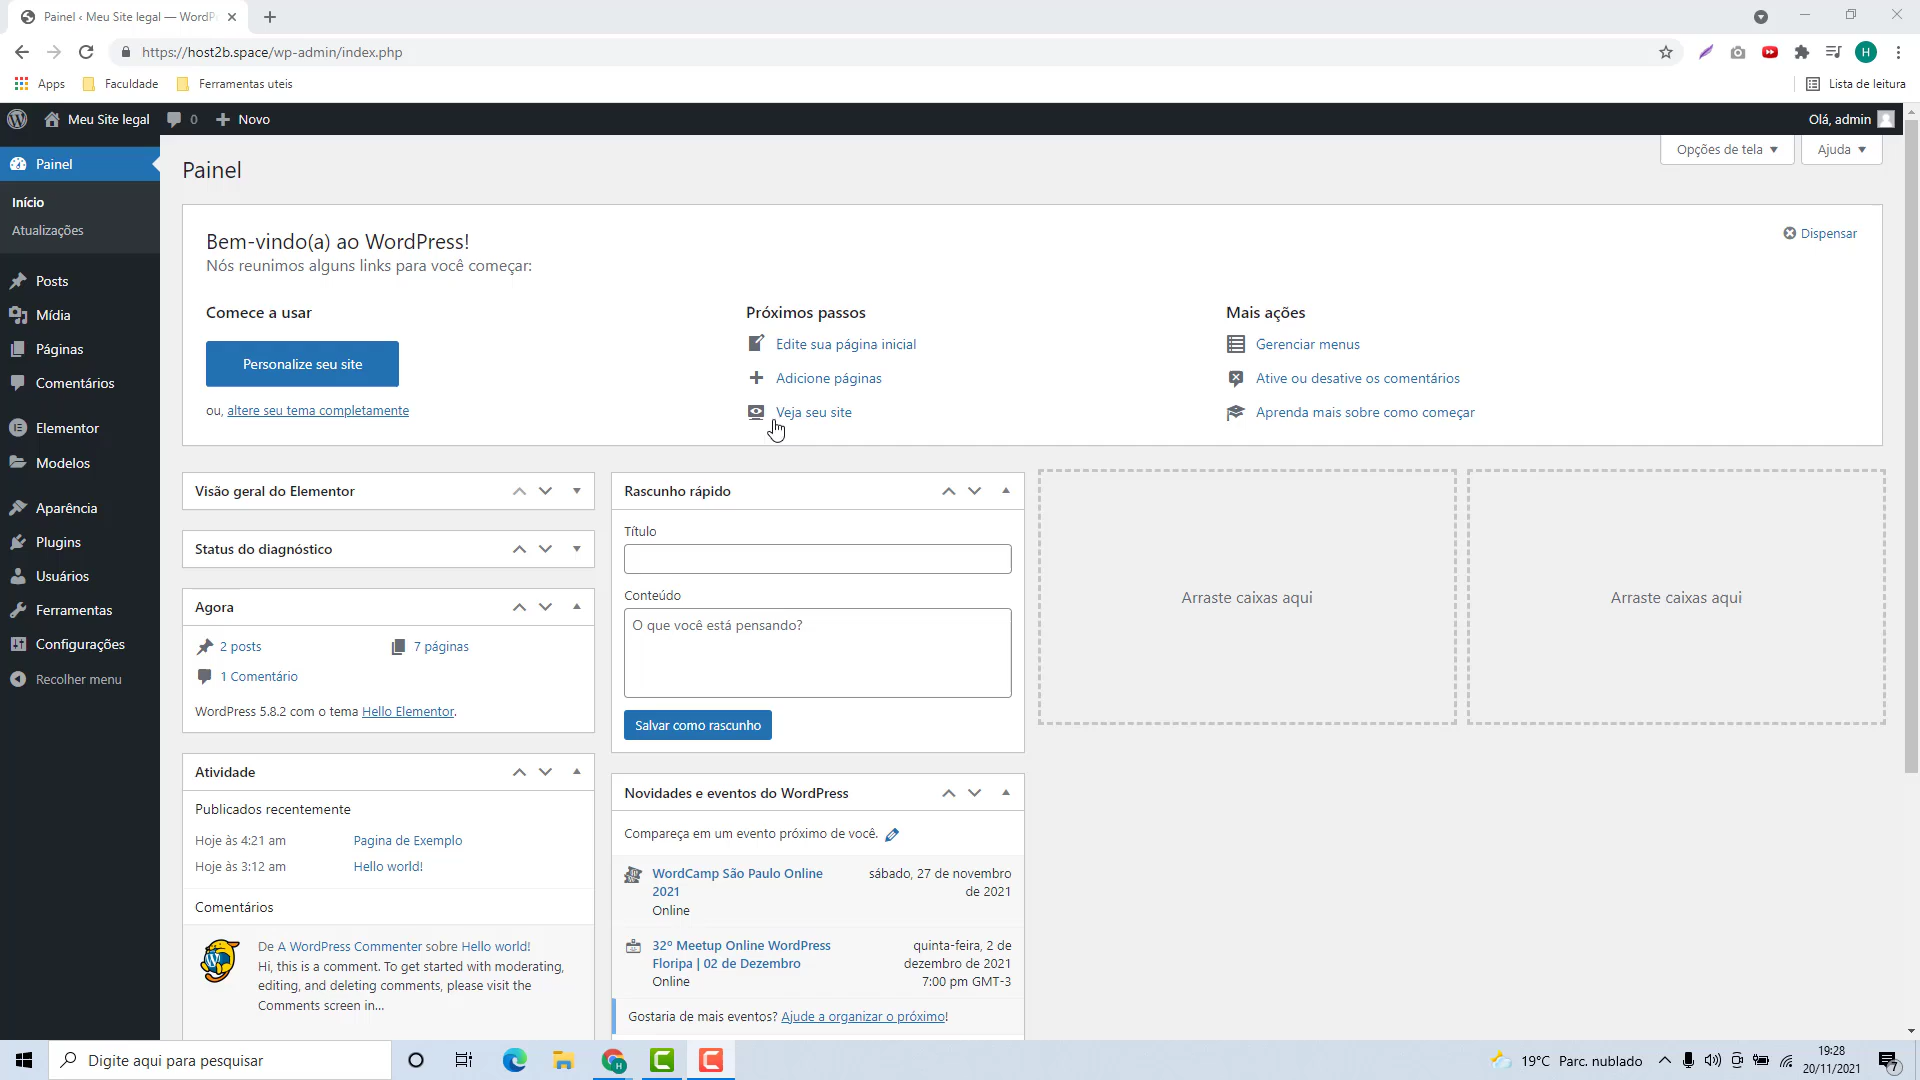 Painel ‹ Meu Site legal — WordP
https://host2b.space/wp-admin/index.php
H
Apps
Faculdade
Ferramentas uteis
Lista de leitura
Meu Site legal
0
Novo
Olá, admin
Painel
Início
Atualizações
Posts
Mídia
Páginas
Comentários
Elementor
Modelos
Aparência
Plugins
Usuários
Ferramentas
Configurações
Recolher menu
Painel
Opções de tela
Ajuda
Bem-vindo(a) ao WordPress!
Nós reunimos alguns links para você começar:
Dispensar
Comece a usar
Personalize seu site
ou, altere seu tema completamente
Próximos passos
Edite sua página inicial
Adicione páginas
Veja seu site
Mais ações
Gerenciar menus
Ative ou desative os comentários
Aprenda mais sobre como começar
Visão geral do Elementor
Status do diagnóstico
Agora
2 posts
7 páginas
1 Comentário
WordPress 5.8.2 com o tema Hello Elementor.
Atividade
Publicados recentemente
Hoje às 4:21 am
Pagina de Exemplo
Hoje às 3:12 am
Hello world!
Comentários
De A WordPress Commenter sobre Hello world!
Hi, this is a comment. To get started with moderating,
editing, and deleting comments, please visit the
Comments screen in...
Rascunho rápido
Título
Conteúdo
O que você está pensando?
Salvar como rascunho
Novidades e eventos do WordPress
Compareça em um evento próximo de você.
WordCamp São Paulo Online
2021
Online
sábado, 27 de novembro
de 2021
32º Meetup Online WordPress
Floripa | 02 de Dezembro
Online
quinta-feira, 2 de
dezembro de 2021
7:00 pm GMT-3
Gostaria de mais eventos? Ajude a organizar o próximo!
Arraste caixas aqui
Arraste caixas aqui
Digite aqui para pesquisar
19°C Parc. nublado
19:28
20/11/2021
7